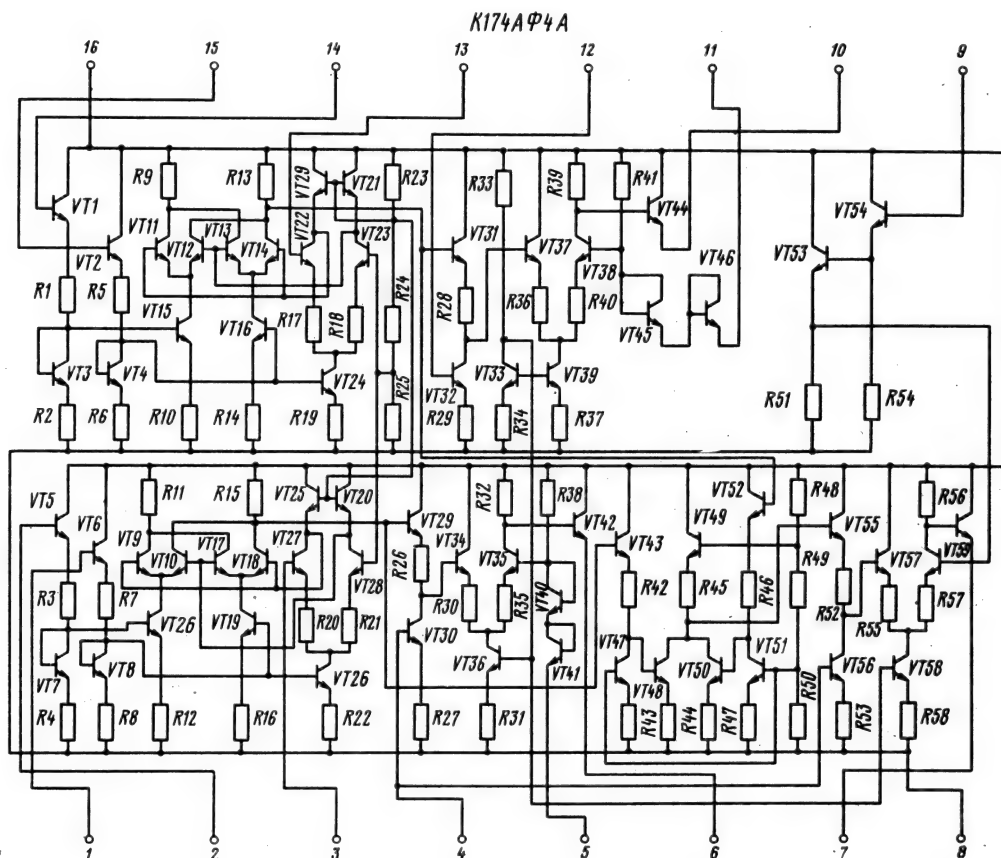 К174АФ4А
16 15 14 13 12 11 10 9
R9 R13 VT29 VT21 R23 R33 R39 R41
VT1 VT11 VT12 VT13 VT14 VT22 VT23 VT31 VT37 VT38 VT44 VT46 VT53 VT54
VT2
R1 R5 VT15 VT16 R17 R18 R24 R28 R36 R40 VT45
VT3 VT4 VT24 R25 VT32 VT33 VT39
R2 R6 R10 R14 R19 R29 R34 R37 R51 R54
VT5 VT6 R11 R15 VT25 VT20 R32 R38 VT52 R48 R56
VT9 VT10 VT17 VT18 VT27 VT28 VT29 VT34 VT35 VT42 VT43 VT49 VT55 VT57 VT59
R3 R7 R26 R30 R35 VT40 R42 R45 R46 R49 R52 R55 R57
VT26 VT19 R20 R21 VT30 VT36 VT41 VT47 VT48 VT50 VT51 VT56 VT58
VT7 VT8 VT26
R4 R8 R12 R16 R22 R27 R31 R43 R44 R47 R50 R53 R58
1 2 3 4 5 6 7 8